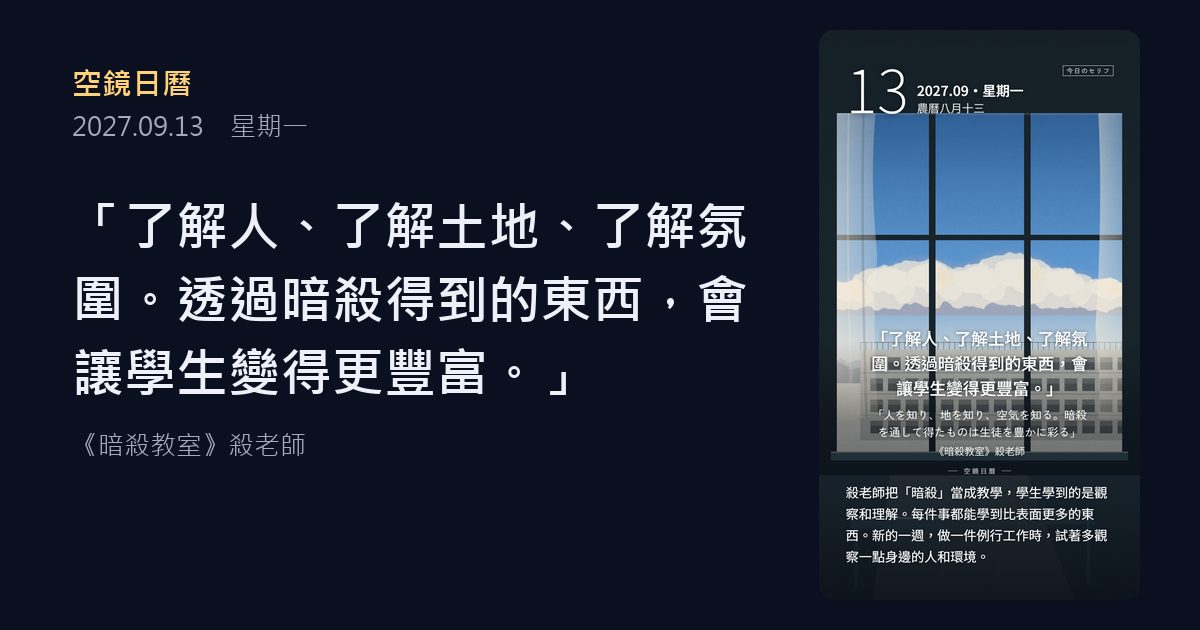 空鏡日曆
2027.09.13 星期一
「了解人、了解土地、了解氛
圍。透過暗殺得到的東西，會
讓學生變得更豐富。」
《暗殺教室》殺老師
今日のセリフ
13
2027.09・星期一
農曆八月十三
「了解人、了解土地、了解氛
圍。透過暗殺得到的東西，會
讓學生變得更豐富。」
「人を知り、地を知り、空気を知る。暗殺
を通して得たものは生徒を豊かに彩る」
《暗殺教室》殺老師
— 空鏡日曆 —
殺老師把「暗殺」當成教學，學生學到的是觀
察和理解。每件事都能學到比表面更多的東
西。新的一週，做一件例行工作時，試著多觀
察一點身邊的人和環境。